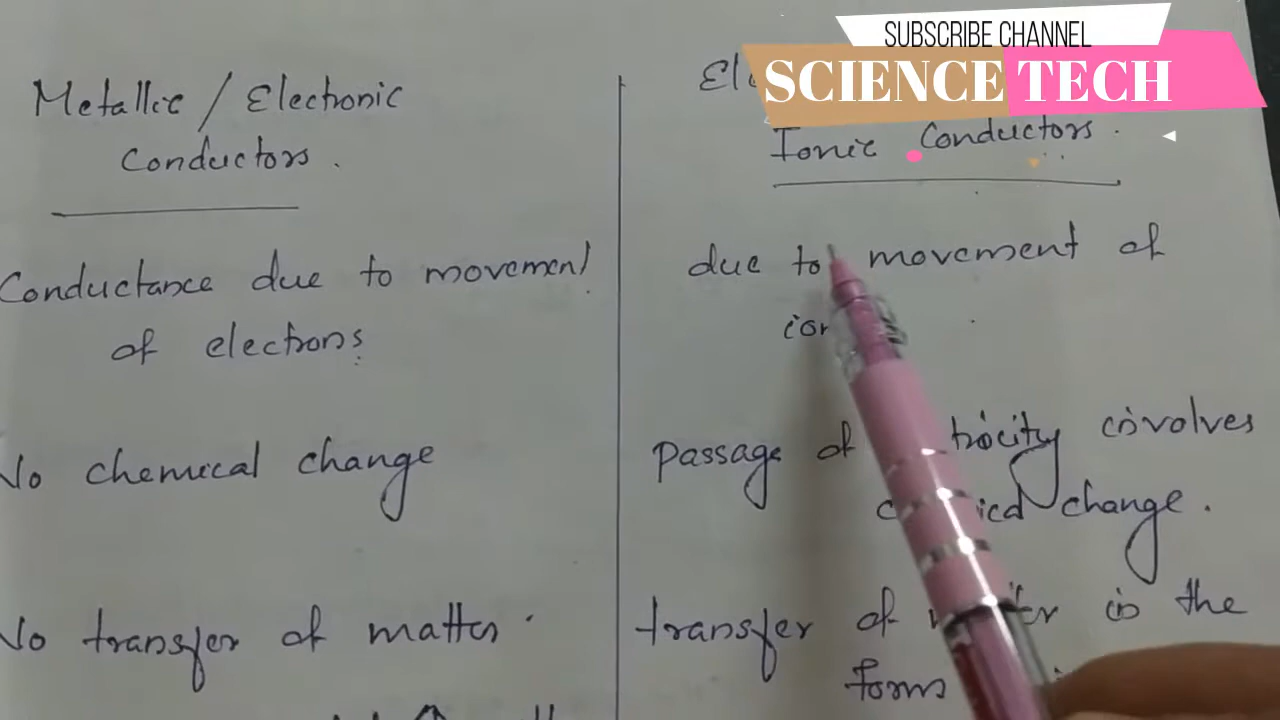 SUBSCRIBE CHANNEL
SCIENCE TECH
Metallic / Electronic
Conductors.
Conductance due to movement
of electrons
No chemical change
No transfer of matter
Ionic Conductors.
due to movement of
Passage of involves
change.
transfer of is the
form